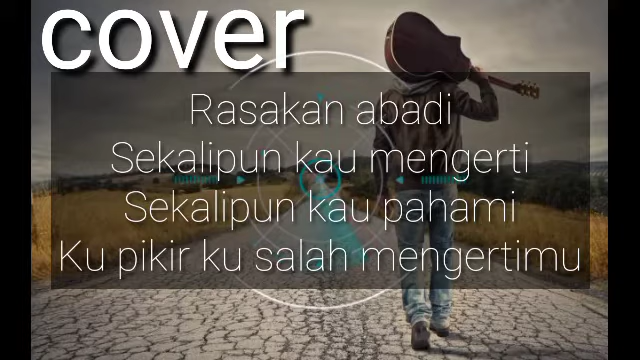 cover
Rasakan abadi
Sekalipun kau mengerti
Sekalipun kau pahami
Ku pikir ku salah mengertimu